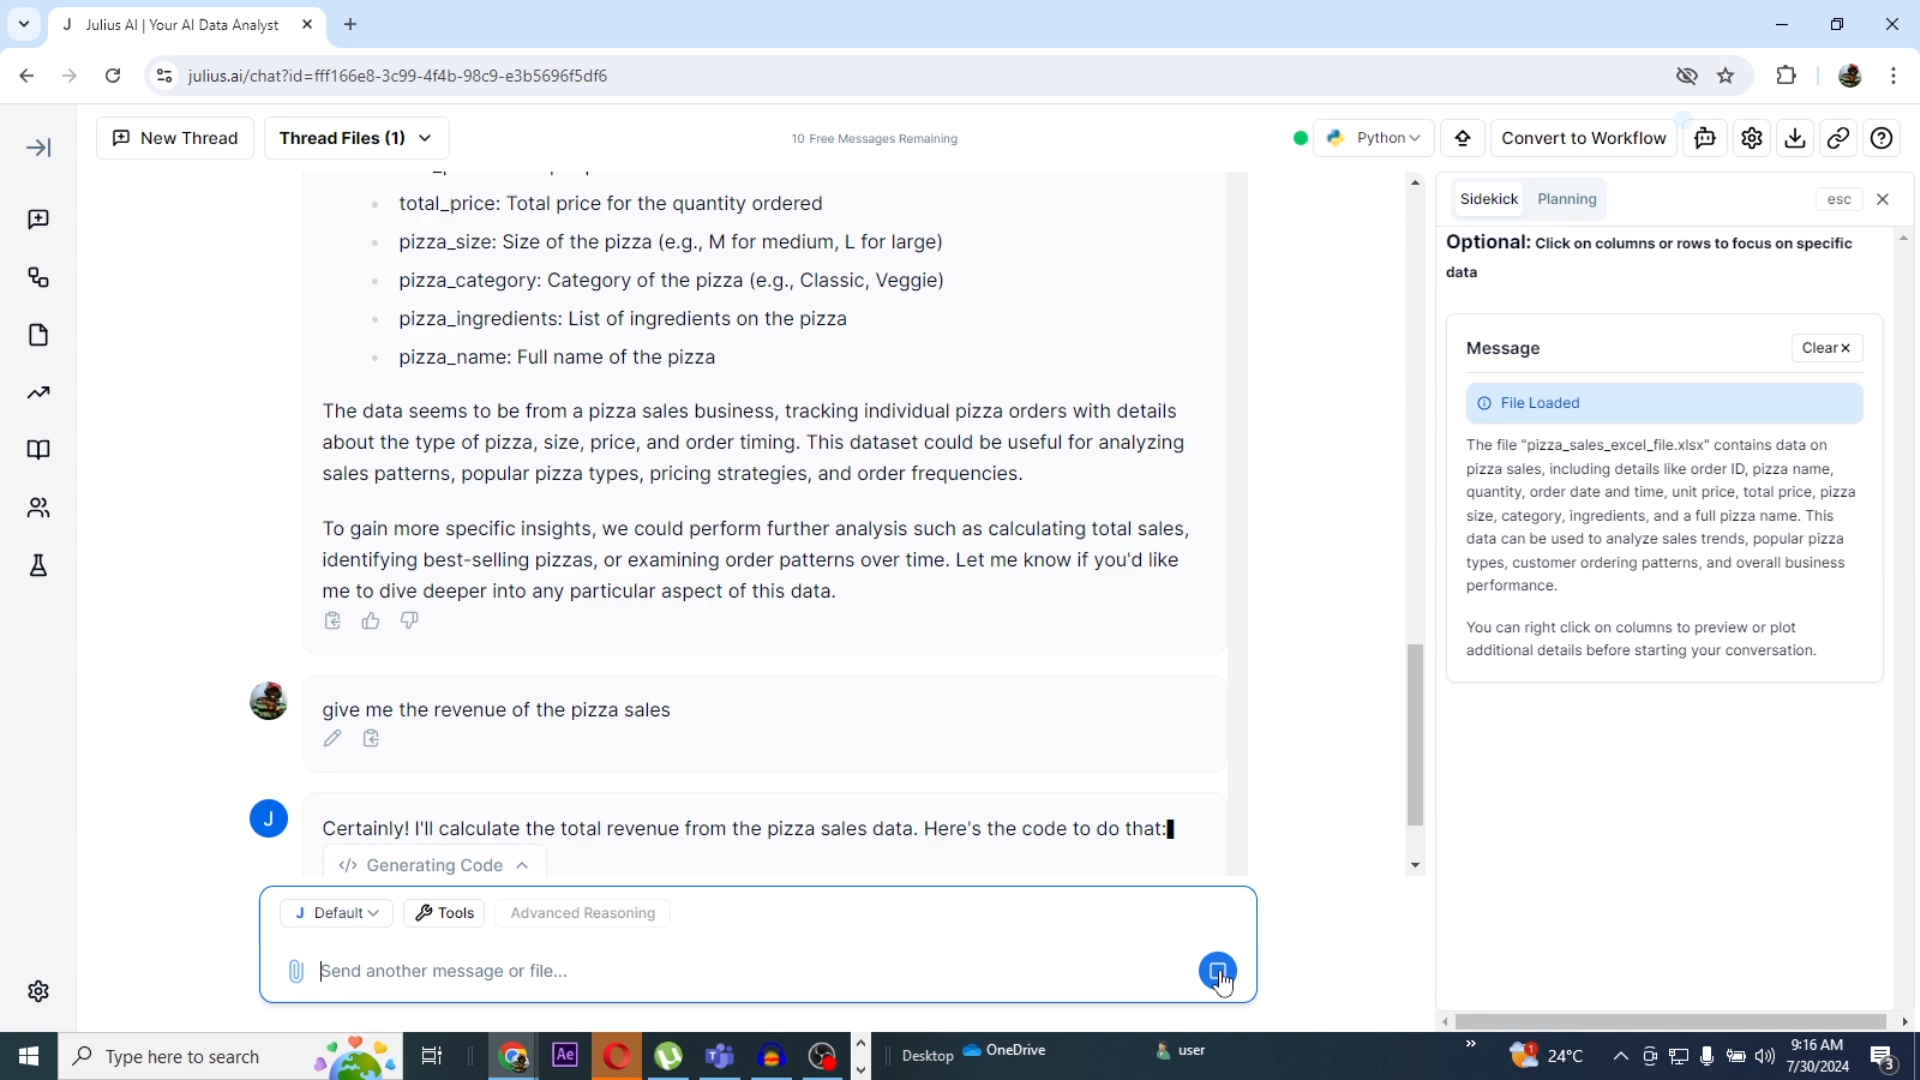 J Julius AI | Your AI Data Analyst
julius.ai/chat?id=fff166e8-3c99-4f4b-98c9-e3b5696f5df6
New Thread
Thread Files (1)
10 Free Messages Remaining
Python
Convert to Workflow
total_price: Total price for the quantity ordered
pizza_size: Size of the pizza (e.g., M for medium, L for large)
pizza_category: Category of the pizza (e.g., Classic, Veggie)
pizza_ingredients: List of ingredients on the pizza
pizza_name: Full name of the pizza
The data seems to be from a pizza sales business, tracking individual pizza orders with details
about the type of pizza, size, price, and order timing. This dataset could be useful for analyzing
sales patterns, popular pizza types, pricing strategies, and order frequencies.
To gain more specific insights, we could perform further analysis such as calculating total sales,
identifying best-selling pizzas, or examining order patterns over time. Let me know if you'd like
me to dive deeper into any particular aspect of this data.
give me the revenue of the pizza sales
J
Certainly! I'll calculate the total revenue from the pizza sales data. Here's the code to do that:
</> Generating Code
J Default
Tools
Advanced Reasoning
Send another message or file...
Sidekick
Planning
esc
Optional: Click on columns or rows to focus on specific
data
Message
Clear
File Loaded
The file "pizza_sales_excel_file.xlsx" contains data on
pizza sales, including details like order ID, pizza name,
quantity, order date and time, unit price, total price, pizza
size, category, ingredients, and a full pizza name. This
data can be used to analyze sales trends, popular pizza
types, customer ordering patterns, and overall business
performance.
You can right click on columns to preview or plot
additional details before starting your conversation.
Type here to search
Ae
Desktop
OneDrive
user
»
1
24°C
9:16 AM
7/30/2024
3